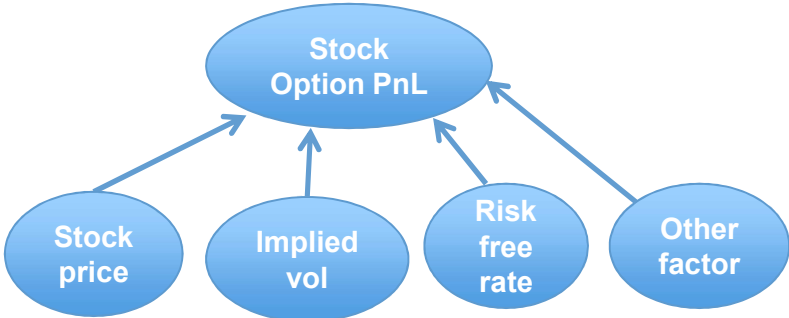 Stock
Option PnL
Stock
price
Implied
vol
Risk
free
rate
Other
factor